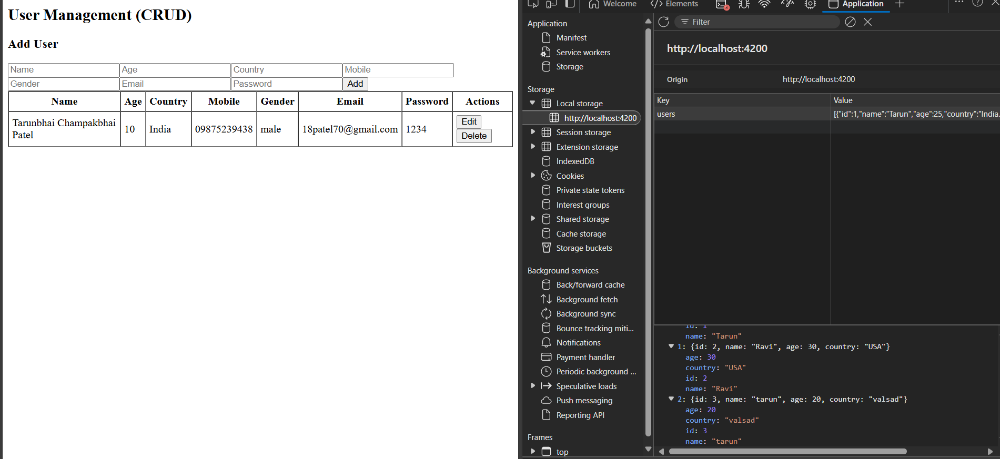 User Management (CRUD)
Add User
Name Age Country Mobile
Gender Email Password Add
Name Age Country Mobile Gender Email Password Actions
Tarunbhai Champakbhai Patel 10 India 09875239438 male 18patel70@gmail.com 1234 Edit Delete
Welcome Elements Application
Application
Manifest
Service workers
Storage
Storage
Local storage
http://localhost:4200
Session storage
Extension storage
IndexedDB
Cookies
Private state tokens
Interest groups
Shared storage
Cache storage
Storage buckets
Background services
Back/forward cache
Background fetch
Background sync
Bounce tracking miti...
Notifications
Payment handler
Periodic background ...
Speculative loads
Push messaging
Reporting API
Frames
top
Filter
http://localhost:4200
Origin http://localhost:4200
Key Value
users [{"id":1,"name":"Tarun","age":25,"country":"India.
id: 1
name: "Tarun"
1: {id: 2, name: "Ravi", age: 30, country: "USA"}
age: 30
country: "USA"
id: 2
name: "Ravi"
2: {id: 3, name: "tarun", age: 20, country: "valsad"}
age: 20
country: "valsad"
id: 3
name: "tarun"